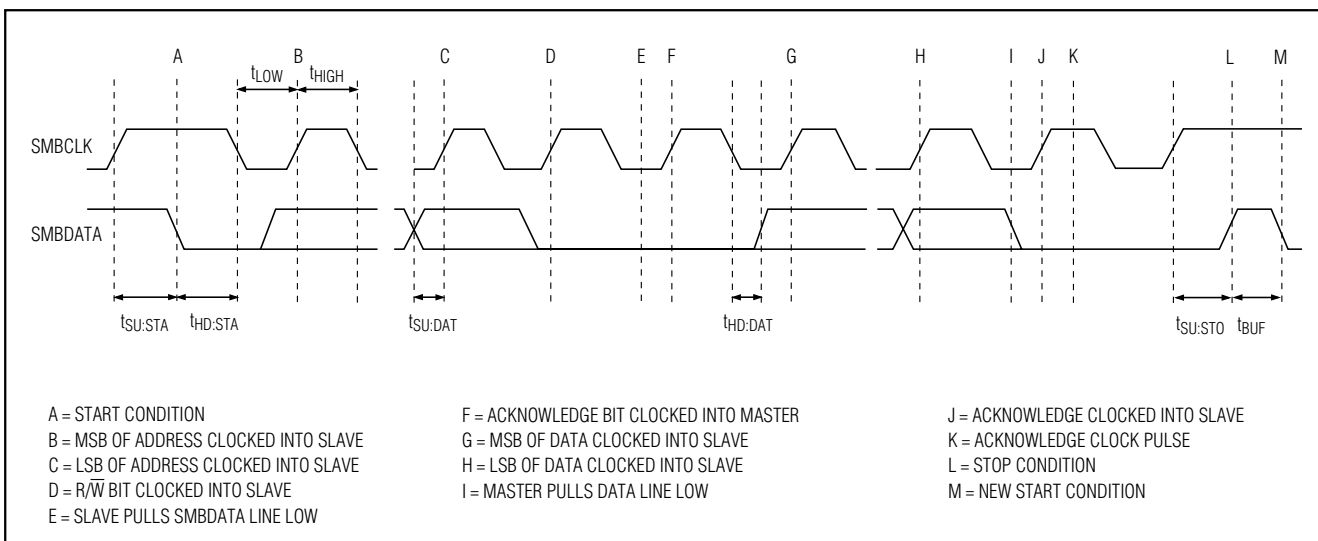 A B C D E F G H I J K L M
tLOW tHIGH
SMBCLK
SMBDATA
tSU:STA tHD:STA tSU:DAT tHD:DAT tSU:STO tBUF
A = START CONDITION
B = MSB OF ADDRESS CLOCKED INTO SLAVE
C = LSB OF ADDRESS CLOCKED INTO SLAVE
D = R/W̅ BIT CLOCKED INTO SLAVE
E = SLAVE PULLS SMBDATA LINE LOW
F = ACKNOWLEDGE BIT CLOCKED INTO MASTER
G = MSB OF DATA CLOCKED INTO SLAVE
H = LSB OF DATA CLOCKED INTO SLAVE
I = MASTER PULLS DATA LINE LOW
J = ACKNOWLEDGE CLOCKED INTO SLAVE
K = ACKNOWLEDGE CLOCK PULSE
L = STOP CONDITION
M = NEW START CONDITION